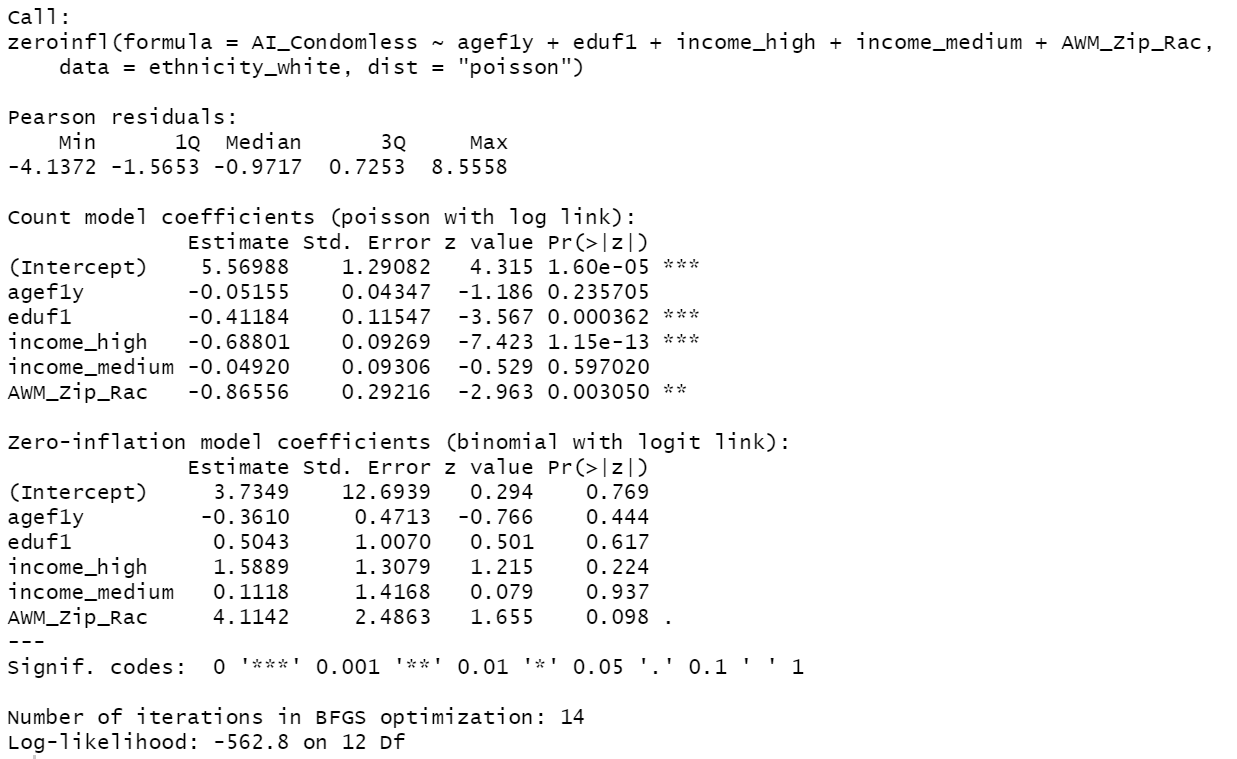 Call:
zeroinfl(formula = AI_Condomless ~ agef1y + eduf1 + income_high + income_medium + AWM_Zip_Rac,
    data = ethnicity_white, dist = "poisson")

Pearson residuals:
    Min      1Q  Median      3Q     Max
-4.1372 -1.5653 -0.9717  0.7253  8.5558

Count model coefficients (poisson with log link):
              Estimate Std. Error z value Pr(>|z|)
(Intercept)    5.56988    1.29082   4.315 1.60e-05 ***
agef1y        -0.05155    0.04347  -1.186 0.235705
eduf1         -0.41184    0.11547  -3.567 0.000362 ***
income_high   -0.68801    0.09269  -7.423 1.15e-13 ***
income_medium -0.04920    0.09306  -0.529 0.597020
AWM_Zip_Rac   -0.86556    0.29216  -2.963 0.003050 **

Zero-inflation model coefficients (binomial with logit link):
              Estimate Std. Error z value Pr(>|z|)
(Intercept)     3.7349    12.6939   0.294    0.769
agef1y         -0.3610     0.4713  -0.766    0.444
eduf1           0.5043     1.0070   0.501    0.617
income_high     1.5889     1.3079   1.215    0.224
income_medium   0.1118     1.4168   0.079    0.937
AWM_Zip_Rac     4.1142     2.4863   1.655    0.098 .
---
Signif. codes:  0 '***' 0.001 '**' 0.01 '*' 0.05 '.' 0.1 ' ' 1

Number of iterations in BFGS optimization: 14
Log-likelihood: -562.8 on 12 Df